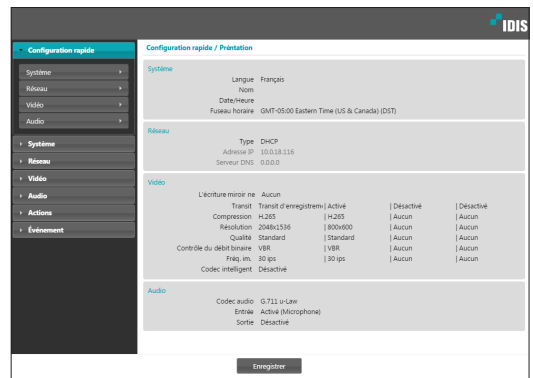 IDIS
Configuration rapide
Système
Réseau
Vidéo
Audio
Système
Réseau
Vidéo
Audio
Actions
Événement
Configuration rapide / Préntation
Système
Langue Français
Nom
Date/Heure
Fuseau horaire GMT-05:00 Eastern Time (US & Canada) (DST)
Réseau
Type DHCP
Adresse IP 10.0.18.116
Serveur DNS 0.0.0.0
Vidéo
L'écriture miroir ne Aucun
Transit Transit d'enregistrem | Activé | Désactivé | Désactivé
Compression H.265 | H.265 | Aucun | Aucun
Résolution 2048x1536 | 800x600 | Aucun | Aucun
Qualité Standard | Standard | Aucun | Aucun
Contrôle du débit binaire VBR | VBR | Aucun | Aucun
Fréq. im. 30 ips | 30 ips | Aucun | Aucun
Codec intelligent Désactivé
Audio
Codec audio G.711 u-Law
Entrée Activé (Microphone)
Sortie Désactivé
Enregistrer